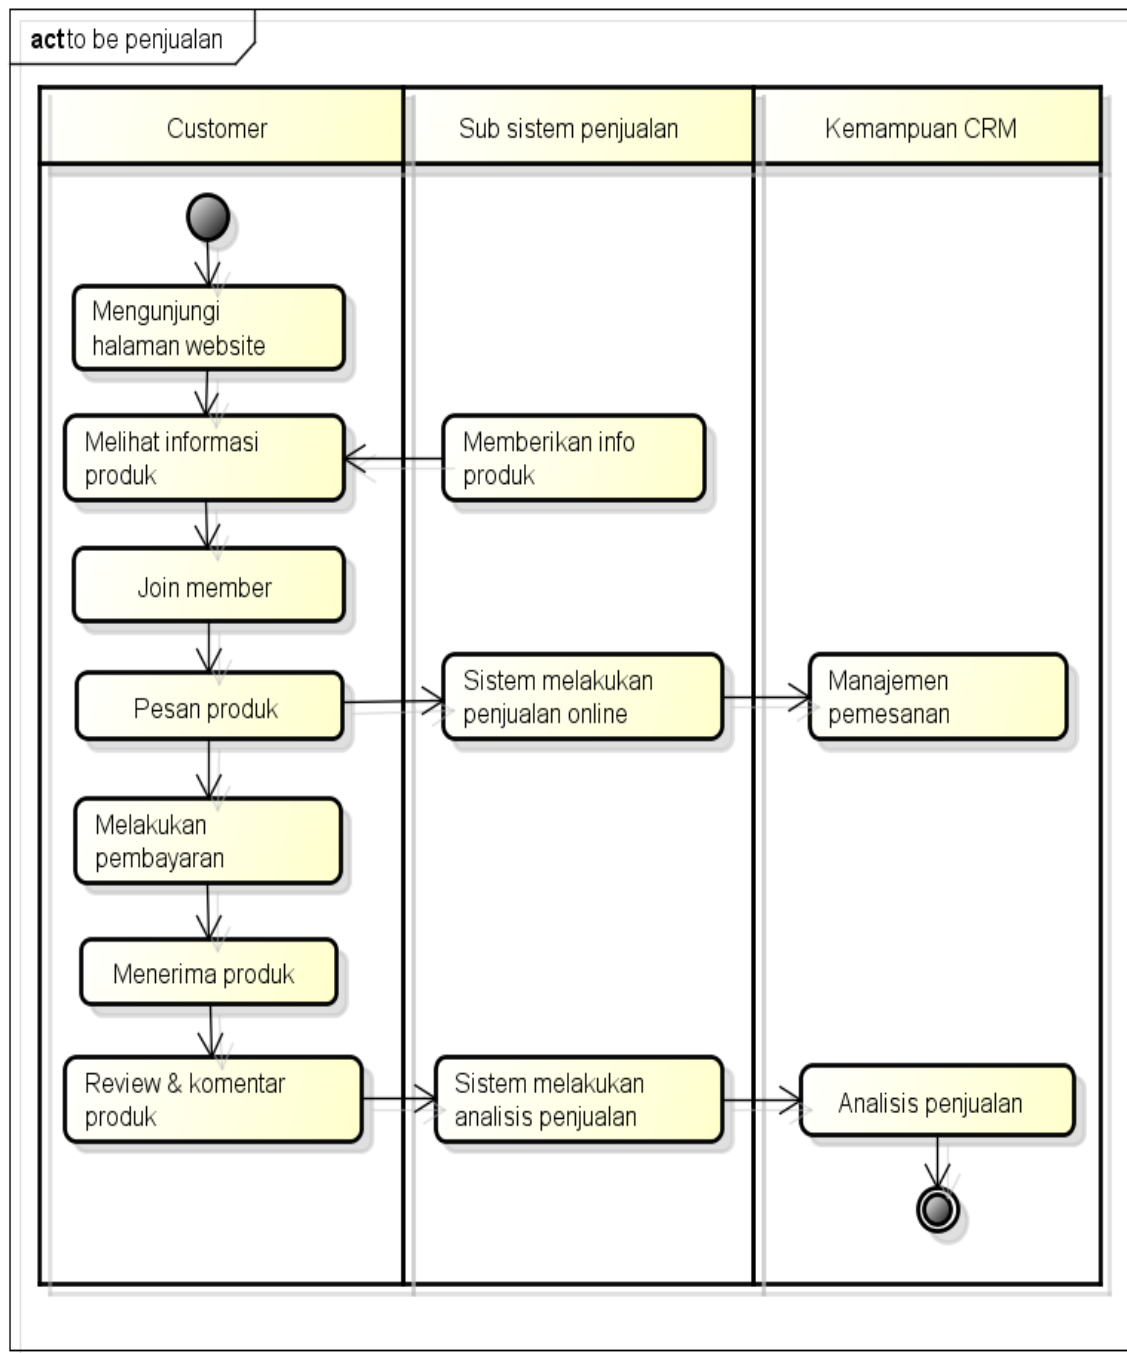 act to be penjualan
Customer
Sub sistem penjualan
Kemampuan CRM
Mengunjungi
halaman website
Melihat informasi
produk
Memberikan info
produk
Join member
Pesan produk
Sistem melakukan
penjualan online
Manajemen
pemesanan
Melakukan
pembayaran
Menerima produk
Review & komentar
produk
Sistem melakukan
analisis penjualan
Analisis penjualan